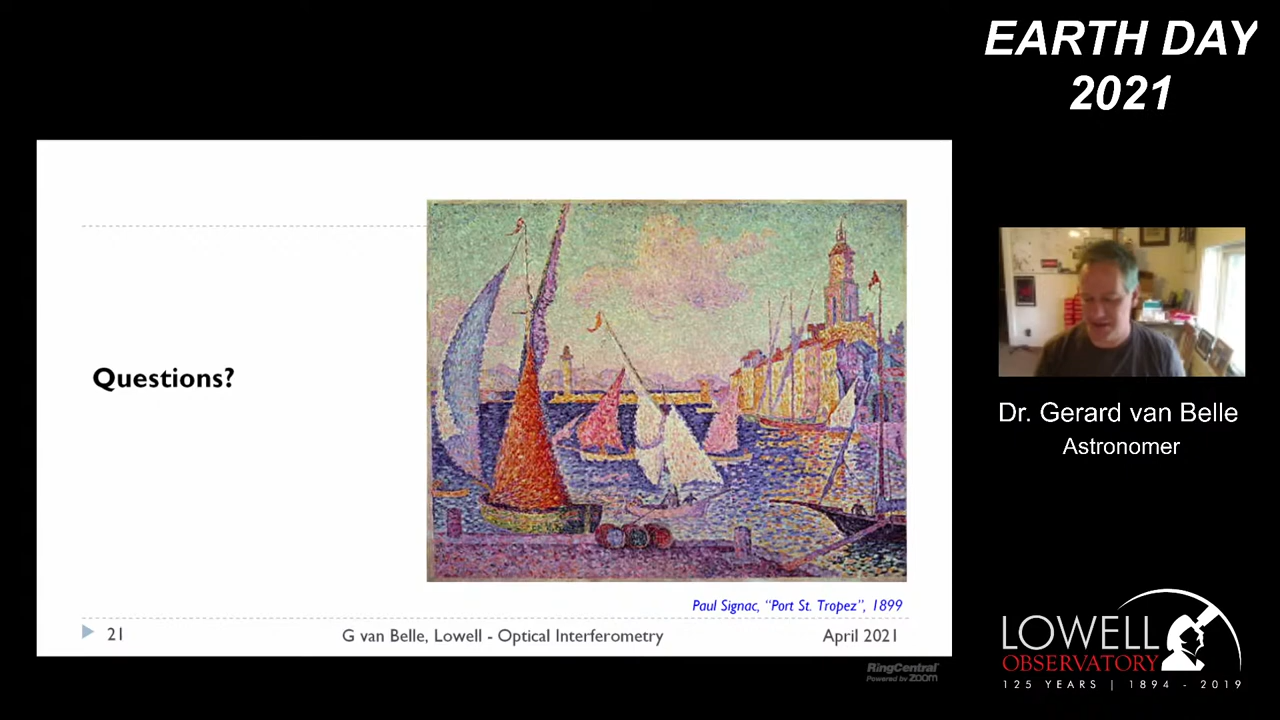 EARTH DAY
2021
Questions?
Paul Signac, “Port St. Tropez”, 1899
21
G van Belle, Lowell - Optical Interferometry
April 2021
RingCentral
Powered by zoom
Dr. Gerard van Belle
Astronomer
LOWELL
OBSERVATORY
125 YEARS | 1894 - 2019